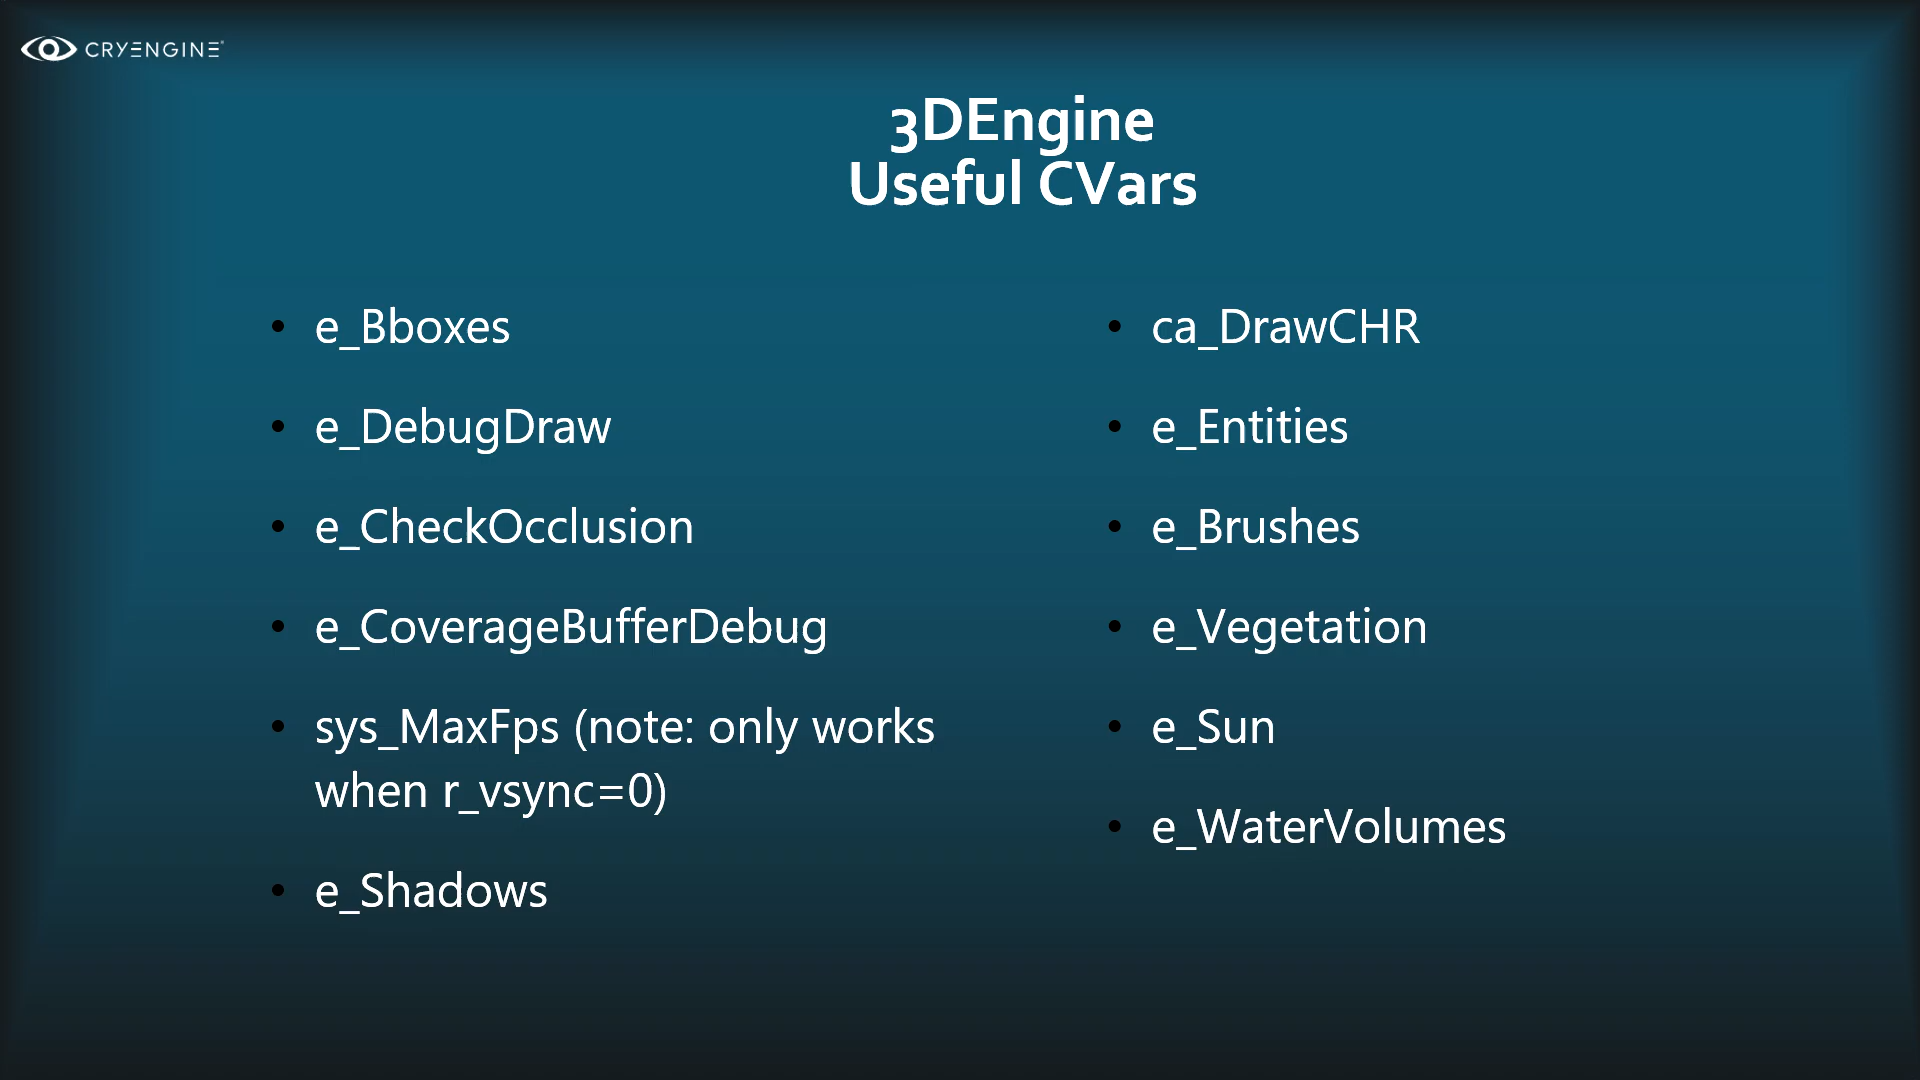 CRYENGINE
3DEngine
Useful CVars
• e_Bboxes
• e_DebugDraw
• e_CheckOcclusion
• e_CoverageBufferDebug
• sys_MaxFps (note: only works
when r_vsync=0)
• e_Shadows
• ca_DrawCHR
• e_Entities
• e_Brushes
• e_Vegetation
• e_Sun
• e_WaterVolumes